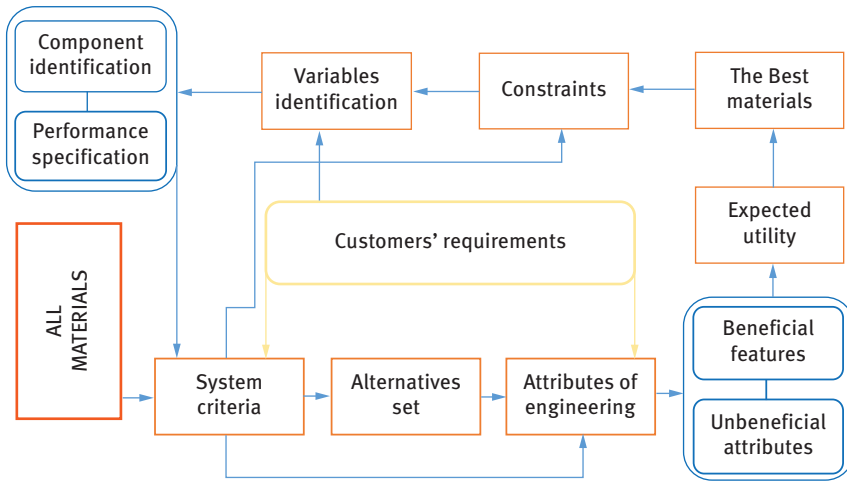 Component
identification
Performance
specification
Variables
identification
Constraints
The Best
materials
Expected
utility
Customers’ requirements
ALL
MATERIALS
System
criteria
Alternatives
set
Attributes of
engineering
Beneficial
features
Unbeneficial
attributes